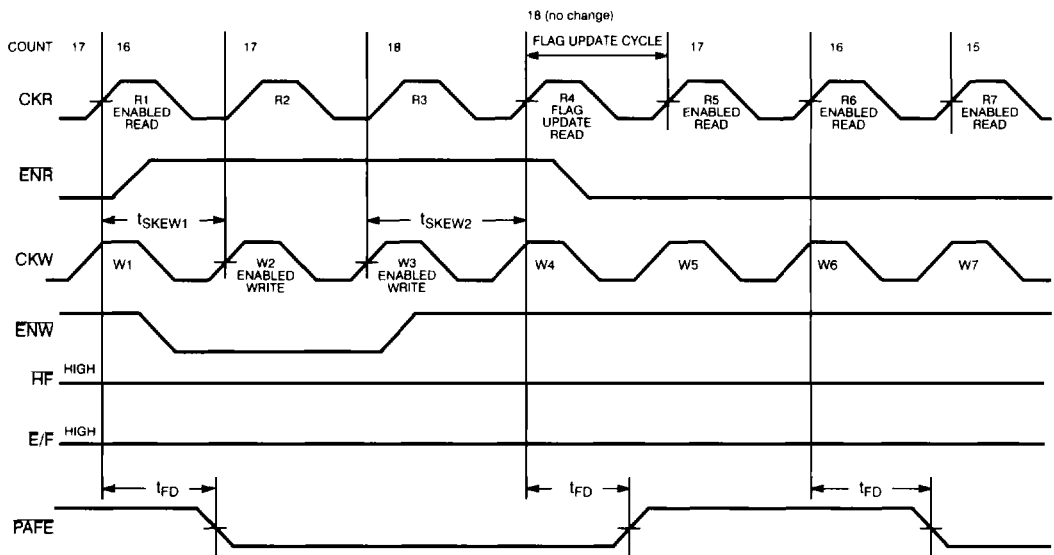 18 (no change)
COUNT 17 16 17 18 FLAG UPDATE CYCLE 17 16 15
CKR
R1 ENABLED READ
R2
R3
R4 FLAG UPDATE READ
R5 ENABLED READ
R6 ENABLED READ
R7 ENABLED READ
ENR
tSKEW1 tSKEW2
CKW
W1
W2 ENABLED WRITE
W3 ENABLED WRITE
W4
W5
W6
W7
ENW
HF HIGH
E/F HIGH
tFD tFD tFD
PAFE